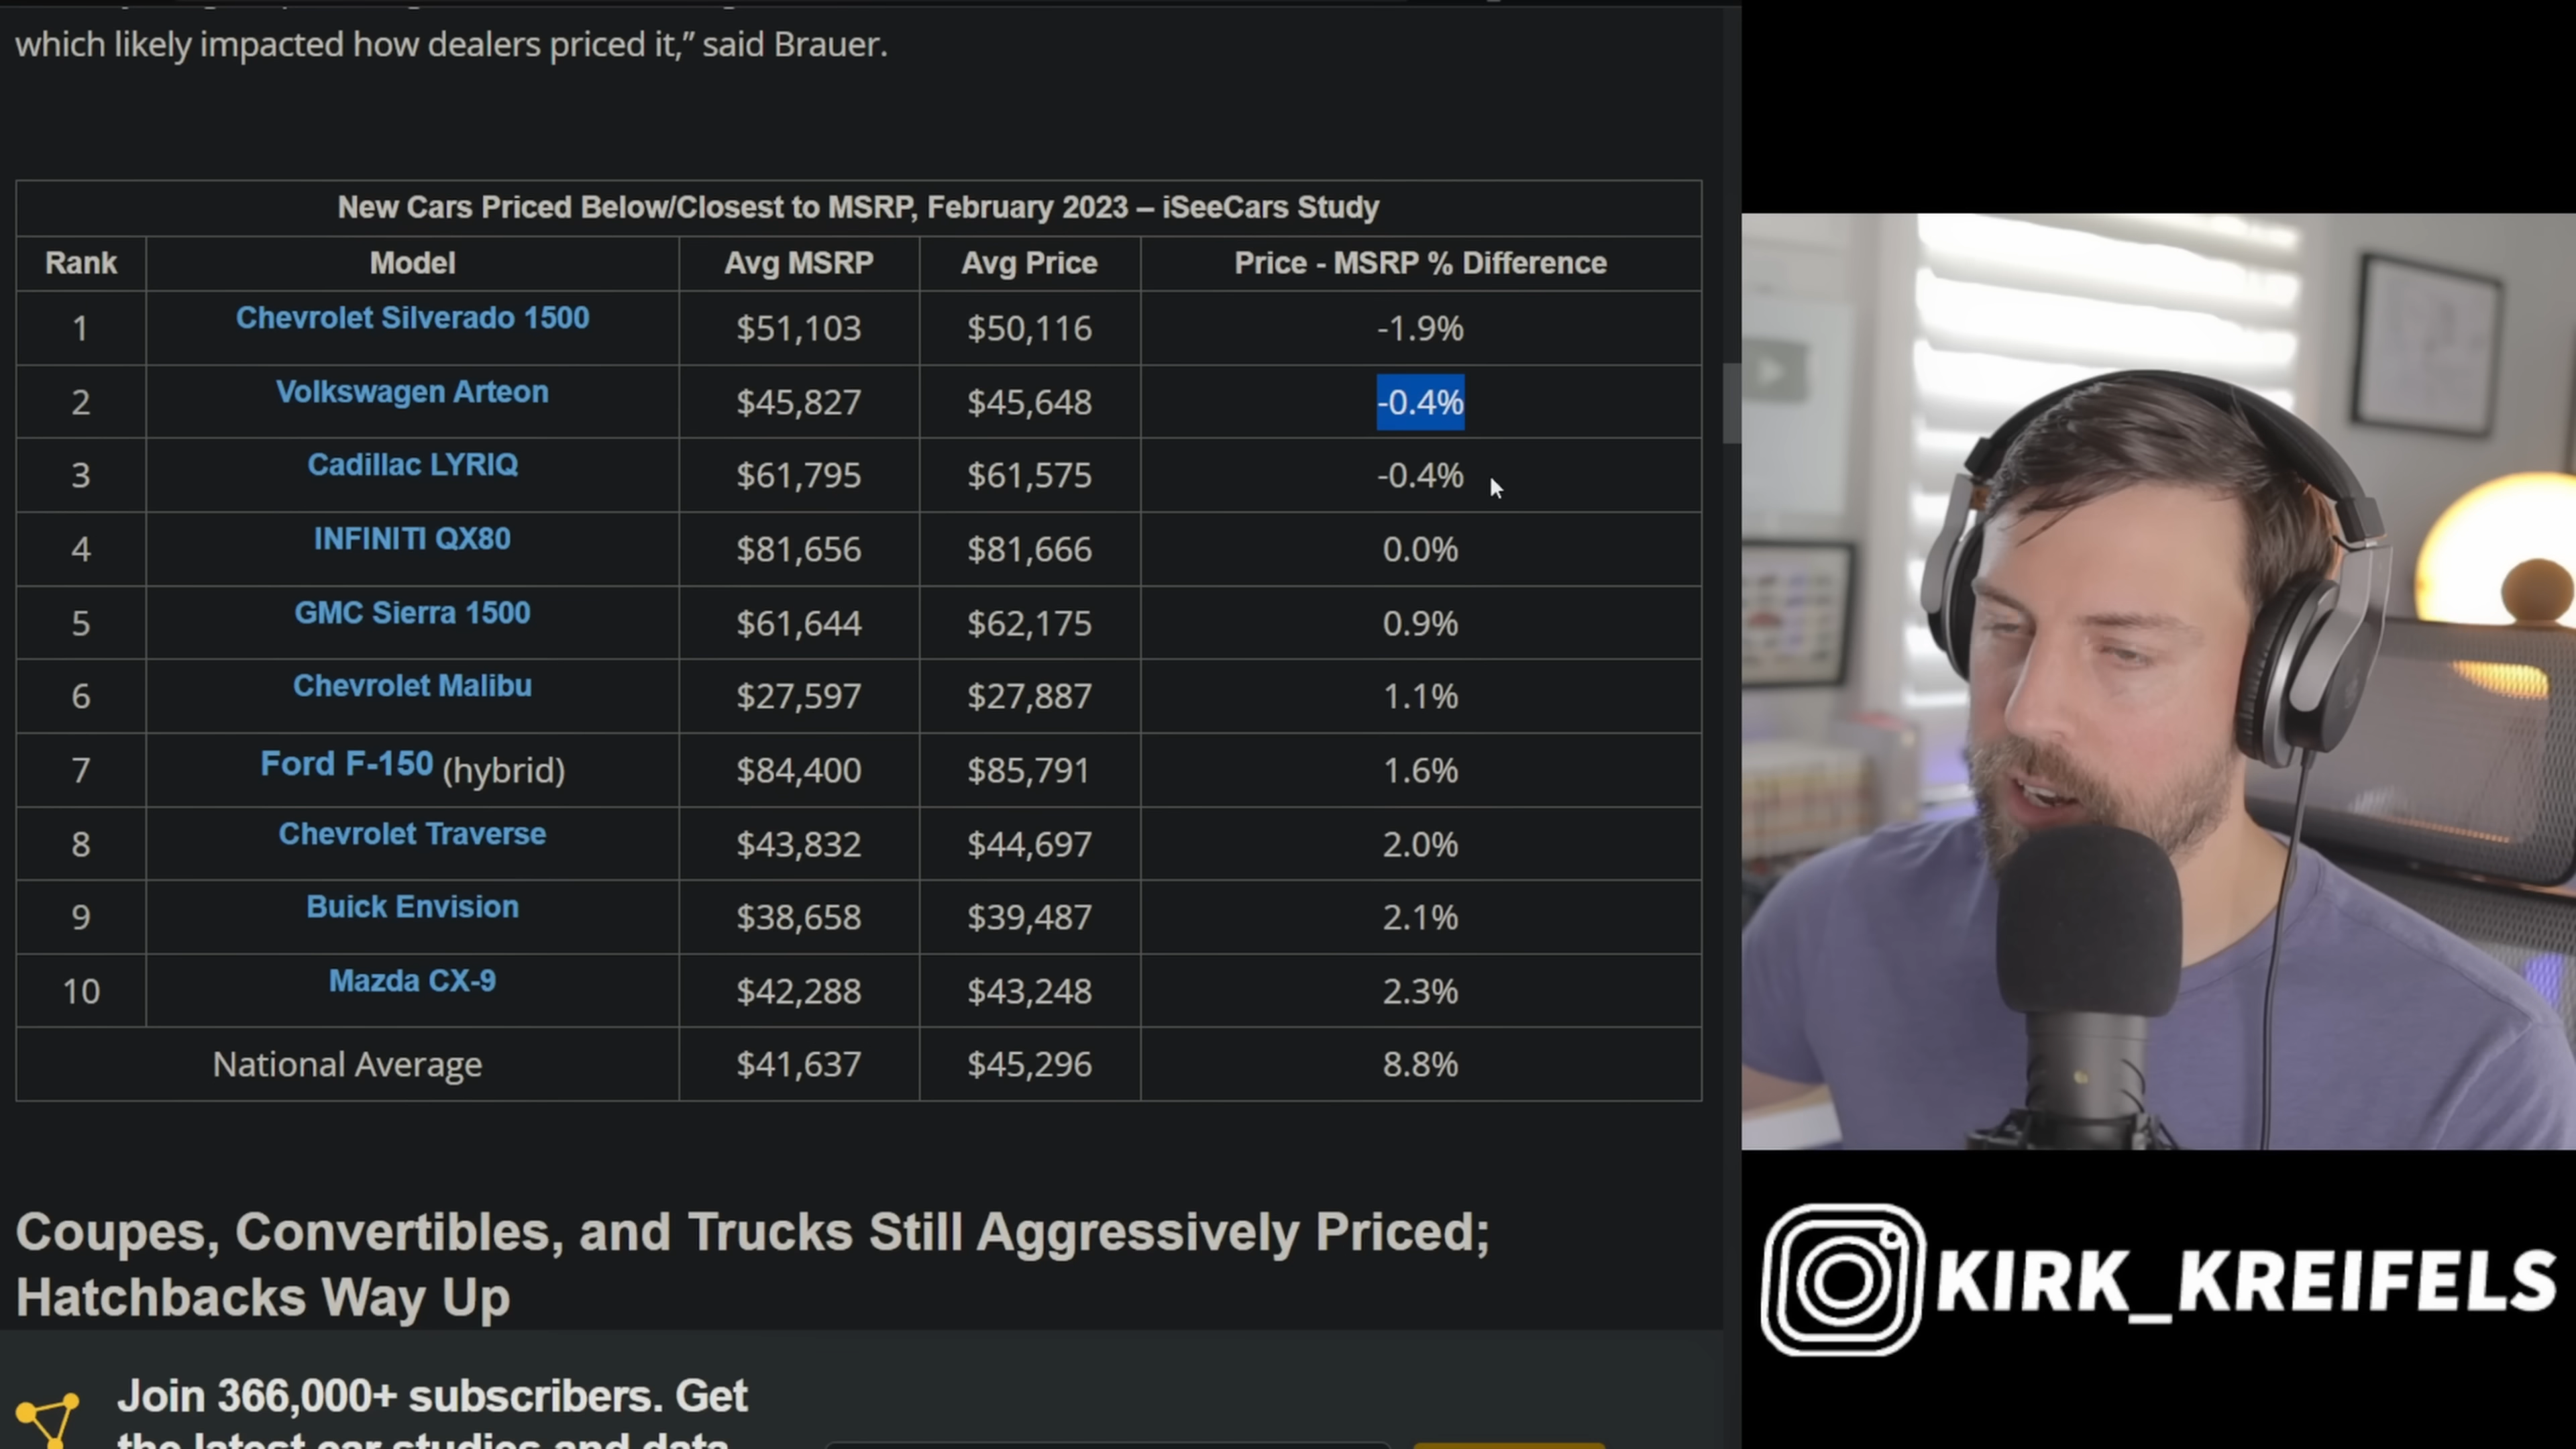 which likely impacted how dealers priced it,” said Brauer.
New Cars Priced Below/Closest to MSRP, February 2023 – iSeeCars Study
Rank Model Avg MSRP Avg Price Price - MSRP % Difference
1 Chevrolet Silverado 1500 $51,103 $50,116 -1.9%
2 Volkswagen Arteon $45,827 $45,648 -0.4%
3 Cadillac LYRIQ $61,795 $61,575 -0.4%
4 INFINITI QX80 $81,656 $81,666 0.0%
5 GMC Sierra 1500 $61,644 $62,175 0.9%
6 Chevrolet Malibu $27,597 $27,887 1.1%
7 Ford F-150 (hybrid) $84,400 $85,791 1.6%
8 Chevrolet Traverse $43,832 $44,697 2.0%
9 Buick Envision $38,658 $39,487 2.1%
10 Mazda CX-9 $42,288 $43,248 2.3%
National Average $41,637 $45,296 8.8%
Coupes, Convertibles, and Trucks Still Aggressively Priced;
Hatchbacks Way Up
Join 366,000+ subscribers. Get
the latest car studies and data
KIRK_KREIFELS